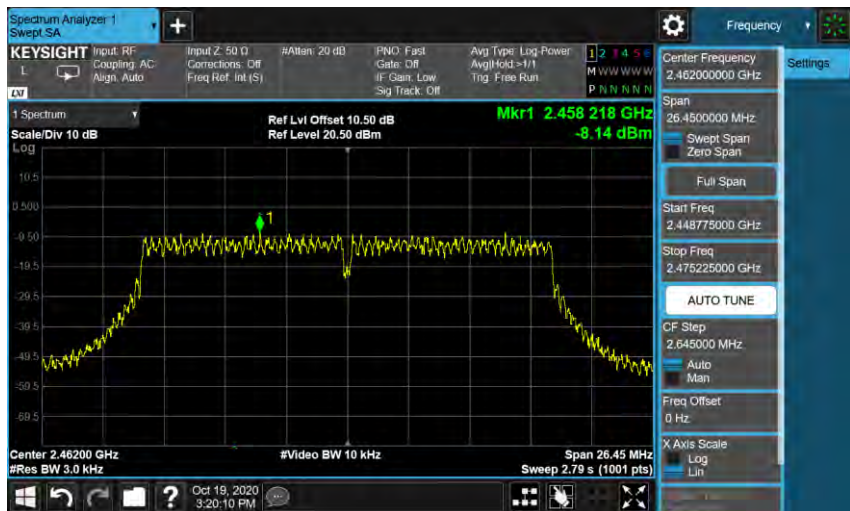 Spectrum Analyzer 1
Swept SA
+
Frequency
KEYSIGHT
L
LXI
Input: RF
Coupling: AC
Align: Auto
Input Z: 50 Ω
Corrections: Off
Freq Ref: Int (S)
#Atten: 20 dB
PNO: Fast
Gate: Off
IF Gain: Low
Sig Track: Off
Avg Type: Log-Power
Avg|Hold:>1/1
Trig: Free Run
1 2 3 4 5 6
M W W W W W
P N N N N N
1 Spectrum
Scale/Div 10 dB
Log
Ref Lvl Offset 10.50 dB
Ref Level 20.50 dBm
Mkr1 2.458 218 GHz
-8.14 dBm
10.5
0.500
-9.50
-19.5
-29.5
-39.5
-49.5
-59.5
-69.5
1
Center 2.46200 GHz
#Res BW 3.0 kHz
#Video BW 10 kHz
Span 26.45 MHz
Sweep 2.79 s (1001 pts)
Center Frequency
2.462000000 GHz
Span
26.4500000 MHz
Swept Span
Zero Span
Full Span
Start Freq
2.448775000 GHz
Stop Freq
2.475225000 GHz
AUTO TUNE
CF Step
2.645000 MHz
Auto
Man
Freq Offset
0 Hz
X Axis Scale
Log
Lin
Settings
?
Oct 19, 2020
3:20:10 PM